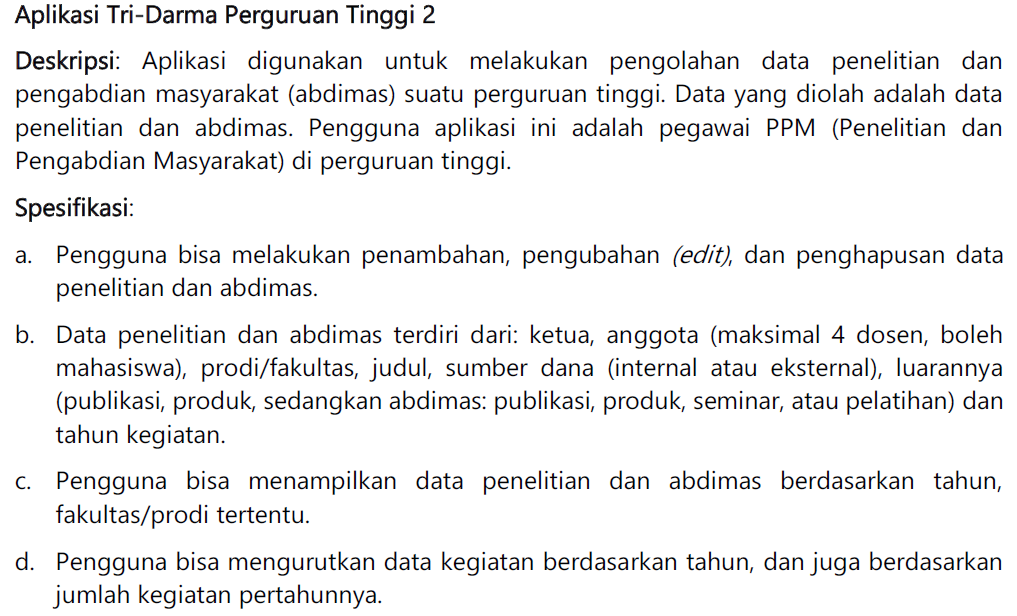 Aplikasi Tri-Darma Perguruan Tinggi 2
Deskripsi: Aplikasi digunakan untuk melakukan pengolahan data penelitian dan
pengabdian masyarakat (abdimas) suatu perguruan tinggi. Data yang diolah adalah data
penelitian dan abdimas. Pengguna aplikasi ini adalah pegawai PPM (Penelitian dan
Pengabdian Masyarakat) di perguruan tinggi.
Spesifikasi:
a. Pengguna bisa melakukan penambahan, pengubahan (edit), dan penghapusan data
penelitian dan abdimas.
b. Data penelitian dan abdimas terdiri dari: ketua, anggota (maksimal 4 dosen, boleh
mahasiswa), prodi/fakultas, judul, sumber dana (internal atau eksternal), luarannya
(publikasi, produk, sedangkan abdimas: publikasi, produk, seminar, atau pelatihan) dan
tahun kegiatan.
c. Pengguna bisa menampilkan data penelitian dan abdimas berdasarkan tahun,
fakultas/prodi tertentu.
d. Pengguna bisa mengurutkan data kegiatan berdasarkan tahun, dan juga berdasarkan
jumlah kegiatan pertahunnya.